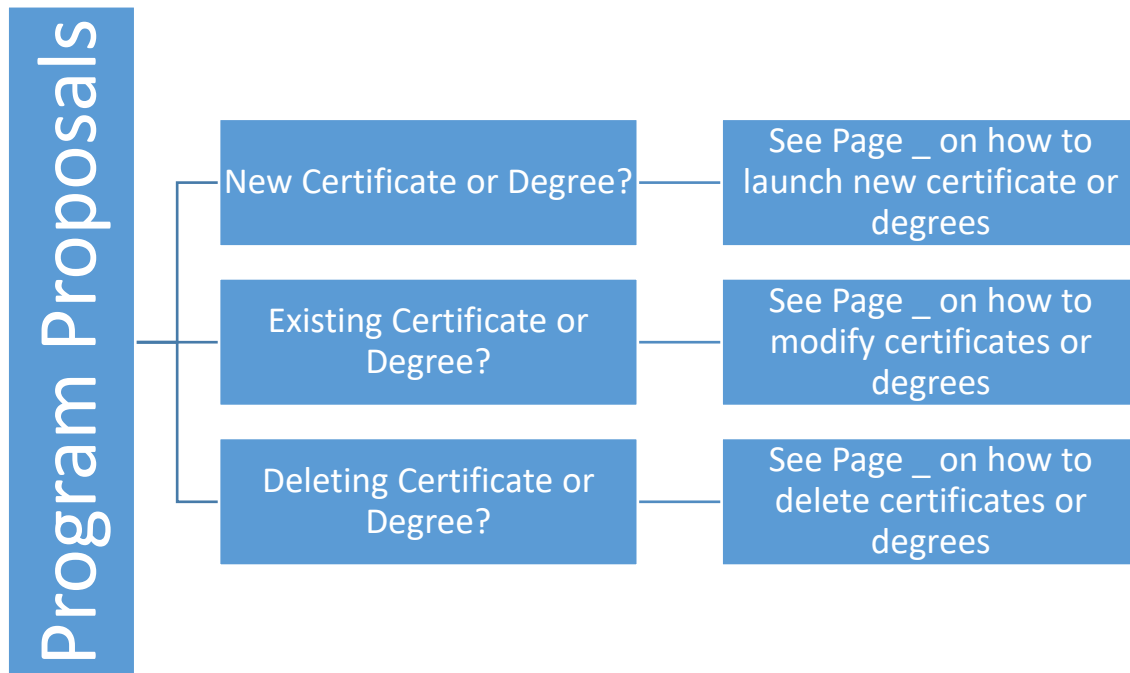 Program Proposals
New Certificate or Degree?
See Page _ on how to
launch new certificate or
degrees
Existing Certificate or
Degree?
See Page _ on how to
modify certificates or
degrees
Deleting Certificate or
Degree?
See Page _ on how to
delete certificates or
degrees